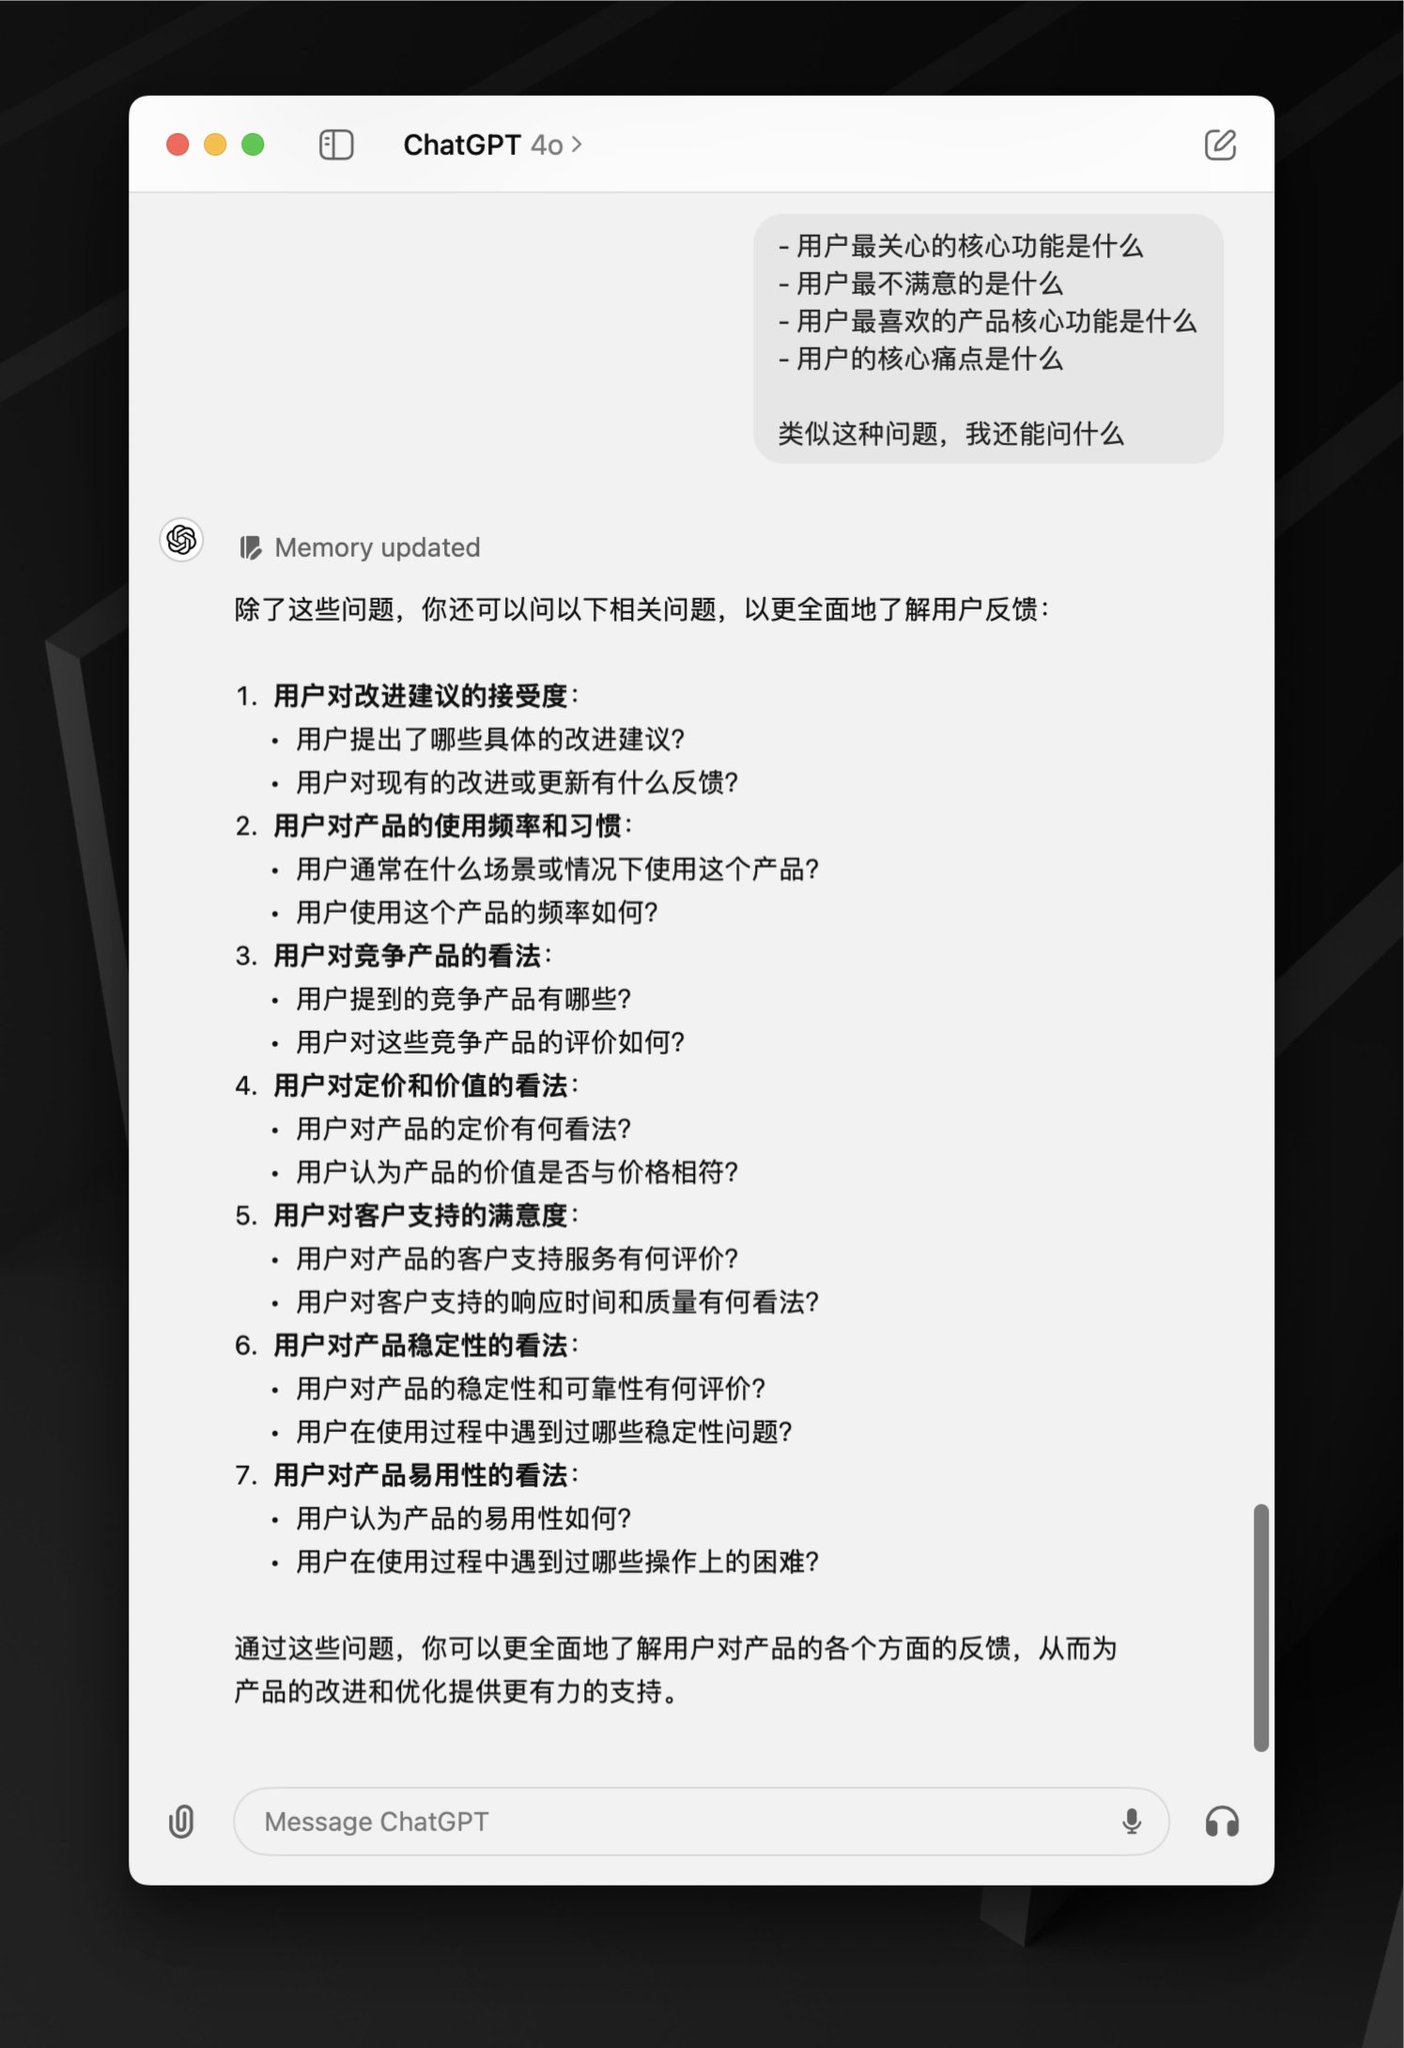 ChatGPT 4o >
- 用户最关心的核心功能是什么
- 用户最不满意的是什么
- 用户最喜欢的产品核心功能是什么
- 用户的核心痛点是什么
类似这种问题，我还能问什么
Memory updated
除了这些问题，你还可以问以下相关问题，以更全面地了解用户反馈：
1. 用户对改进建议的接受度：
• 用户提出了哪些具体的改进建议?
• 用户对现有的改进或更新有什么反馈?
2. 用户对产品的使用频率和习惯：
• 用户通常在什么场景或情况下使用这个产品?
• 用户使用这个产品的频率如何?
3. 用户对竞争产品的看法：
• 用户提到的竞争产品有哪些?
• 用户对这些竞争产品的评价如何?
4. 用户对定价和价值的看法：
• 用户对产品的定价有何看法?
• 用户认为产品的价值是否与价格相符?
5. 用户对客户支持的满意度：
• 用户对产品的客户支持服务有何评价?
• 用户对客户支持的响应时间和质量有何看法?
6. 用户对产品稳定性的看法：
• 用户对产品的稳定性和可靠性有何评价?
• 用户在使用过程中遇到过哪些稳定性问题?
7. 用户对产品易用性的看法：
• 用户认为产品的易用性如何?
• 用户在使用过程中遇到过哪些操作上的困难?
通过这些问题，你可以更全面地了解用户对产品的各个方面的反馈，从而为
产品的改进和优化提供更有力的支持。
Message ChatGPT